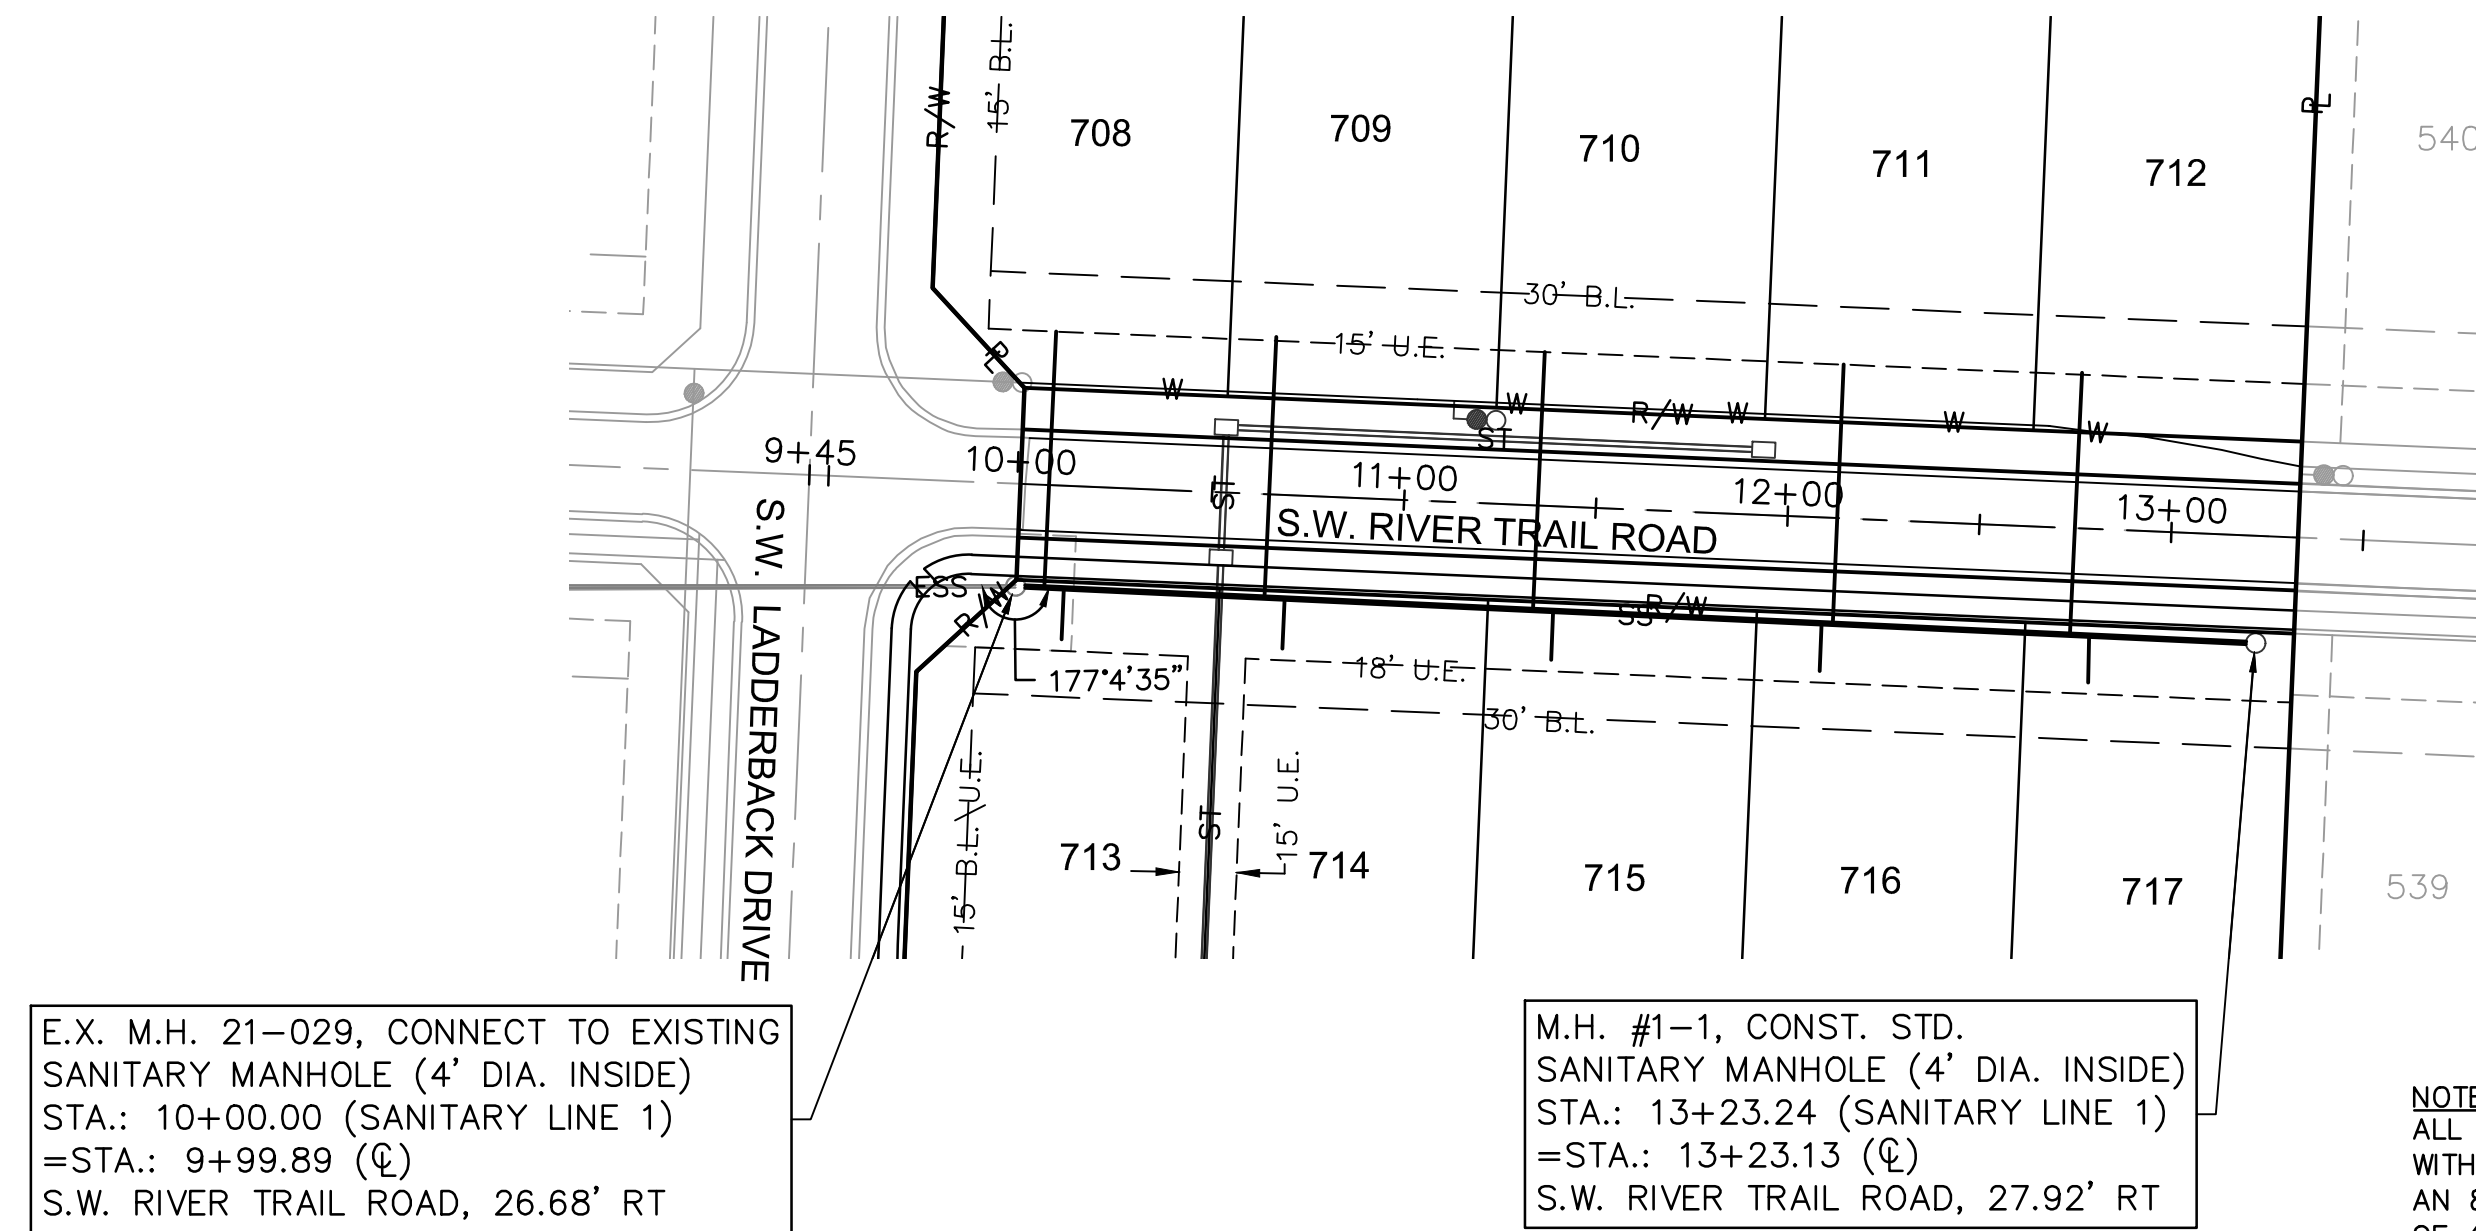 15' B.L.
R/W
708
709
710
711
712
PL
540
30' B.L.
15' U.E.
PL
W
W
R/W
W
W
W
ST
9+45
10+00
11+00
12+00
13+00
ST
S.W. RIVER TRAIL ROAD
S.W. LADDERBACK DRIVE
ESS
R/W
SS
R/W
177°4'35"
18' U.E.
30' B.L.
15' B.L. \U.E.
ST
15' U.E.
713
714
715
716
717
539
E.X. M.H. 21-029, CONNECT TO EXISTING
SANITARY MANHOLE (4' DIA. INSIDE)
STA.: 10+00.00 (SANITARY LINE 1)
=STA.: 9+99.89 (℄)
S.W. RIVER TRAIL ROAD, 26.68' RT
M.H. #1-1, CONST. STD.
SANITARY MANHOLE (4' DIA. INSIDE)
STA.: 13+23.24 (SANITARY LINE 1)
=STA.: 13+23.13 (℄)
S.W. RIVER TRAIL ROAD, 27.92' RT
NOTE
ALL
WITH
AN 8